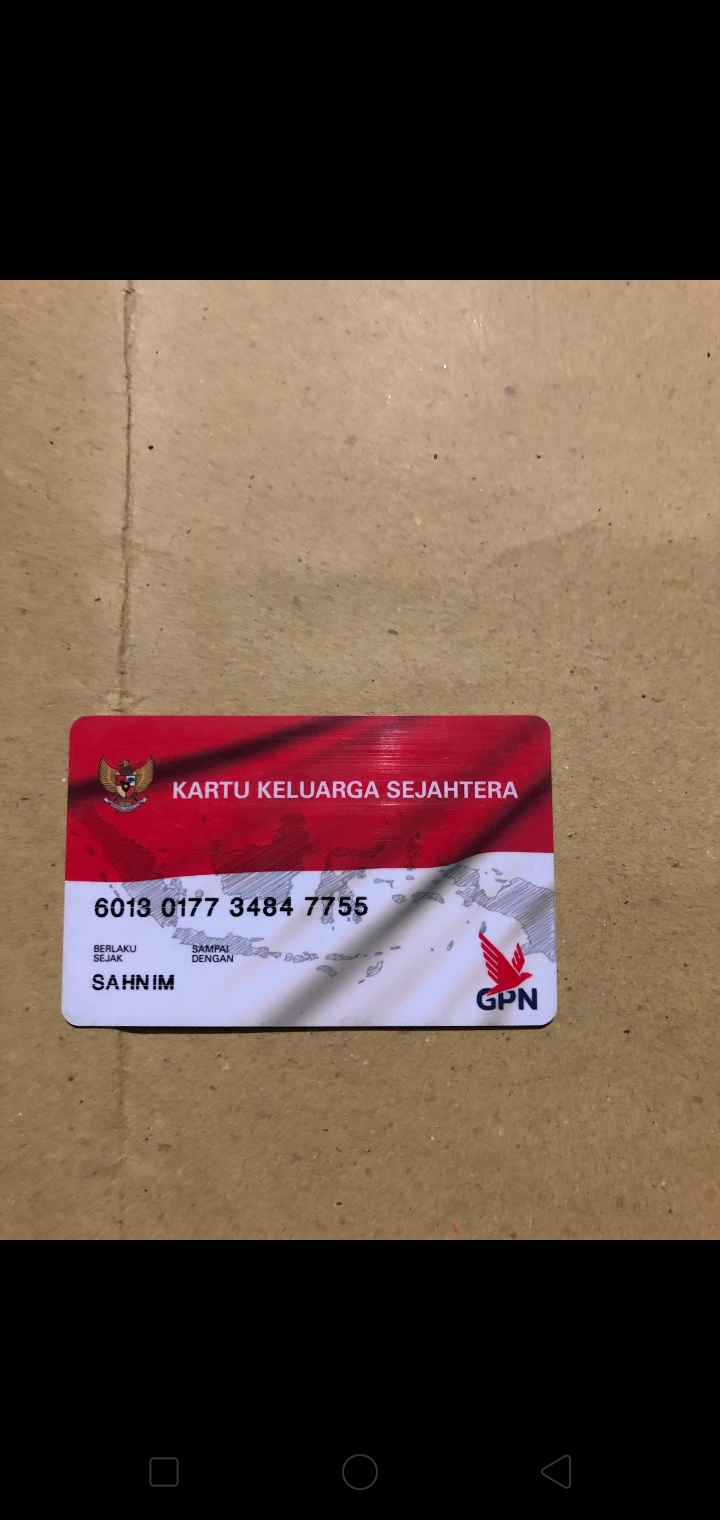 KARTU KELUARGA SEJAHTERA
6013 0177 3484 7755
BERLAKU SEJAK
SAMPAI DENGAN
SAHNIM
GPN